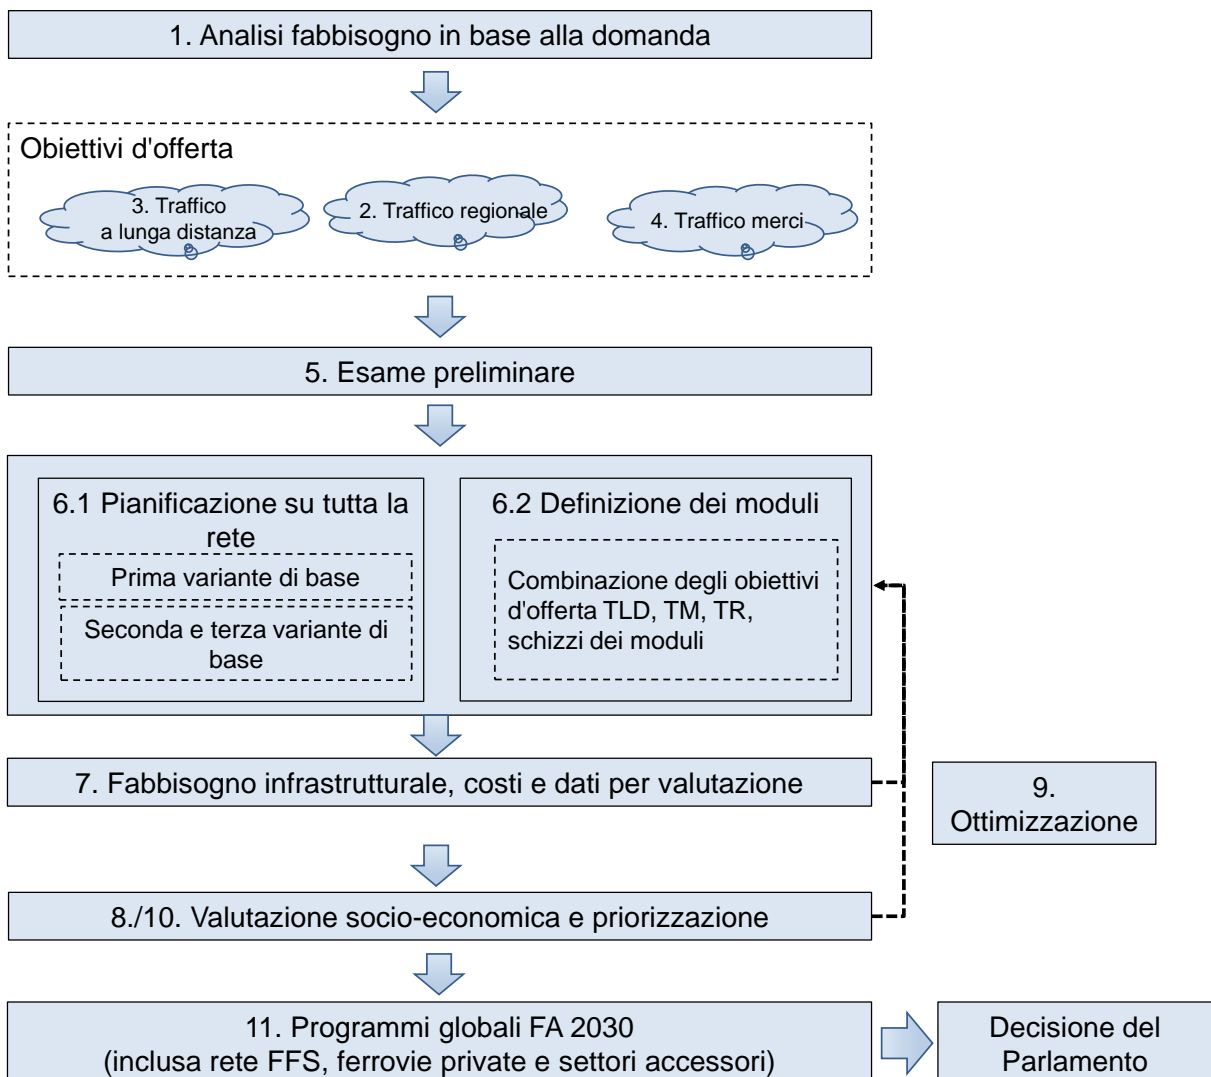 1. Analisi fabbisogno in base alla domanda
Obiettivi d'offerta
3. Traffico
a lunga distanza
2. Traffico regionale
4. Traffico merci
5. Esame preliminare
6.1 Pianificazione su tutta la
rete
Prima variante di base
Seconda e terza variante di
base
6.2 Definizione dei moduli
Combinazione degli obiettivi
d'offerta TLD, TM, TR,
schizzi dei moduli
7. Fabbisogno infrastrutturale, costi e dati per valutazione
9.
Ottimizzazione
8./10. Valutazione socio-economica e priorizzazione
11. Programmi globali FA 2030
(inclusa rete FFS, ferrovie private e settori accessori)
Decisione del
Parlamento